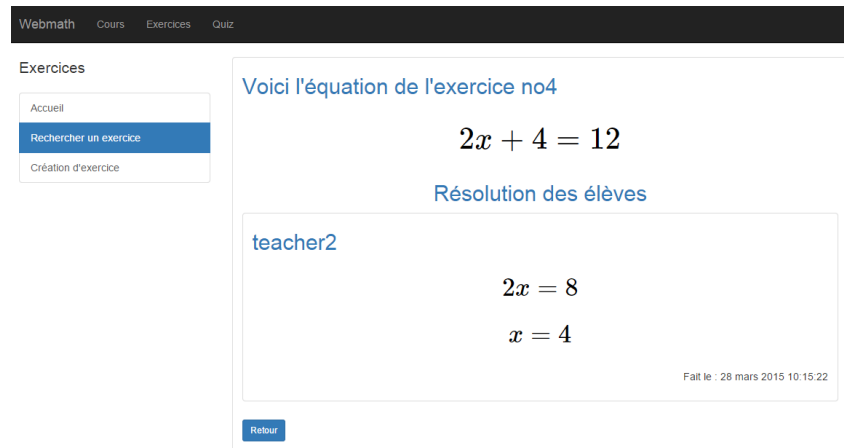 Webmath Cours Exercices Quiz
Exercices
Accueil
Rechercher un exercice
Création d'exercice
Voici l'équation de l'exercice no4
2x + 4 = 12
Résolution des élèves
teacher2
2x = 8
x = 4
Fait le : 28 mars 2015 10:15:22
Retour